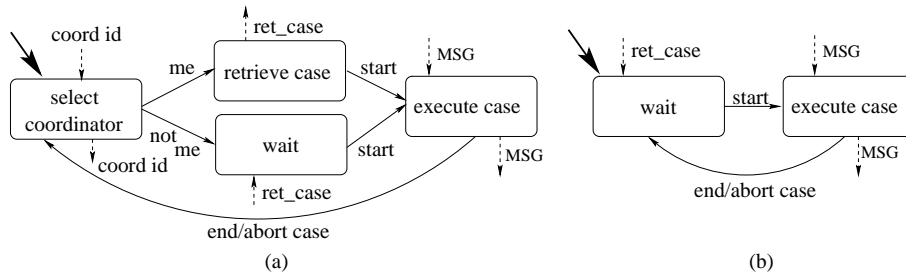 coord id
select
coordinator
coord id
me
not
me
ret_case
retrieve case
wait
ret_case
start
start
MSG
execute case
MSG
end/abort case
(a)
ret_case
wait
start
MSG
execute case
MSG
end/abort case
(b)